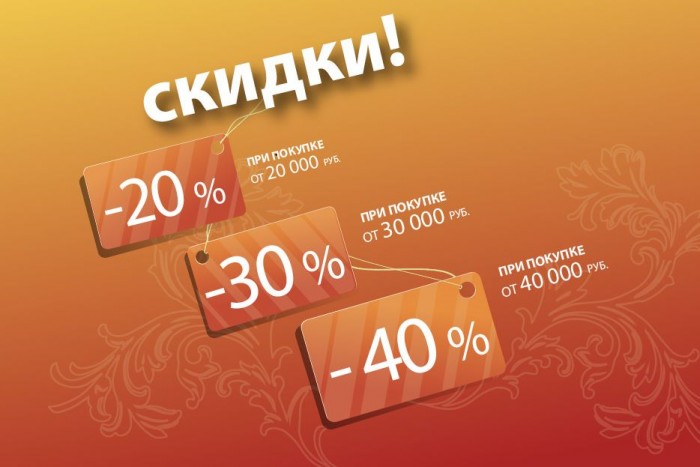 скидки!
-20 %
ПРИ ПОКУПКЕ
ОТ 20 000 РУБ.
-30 %
ПРИ ПОКУПКЕ
ОТ 30 000 РУБ.
- 40 %
ПРИ ПОКУПКЕ
ОТ 40 000 РУБ.